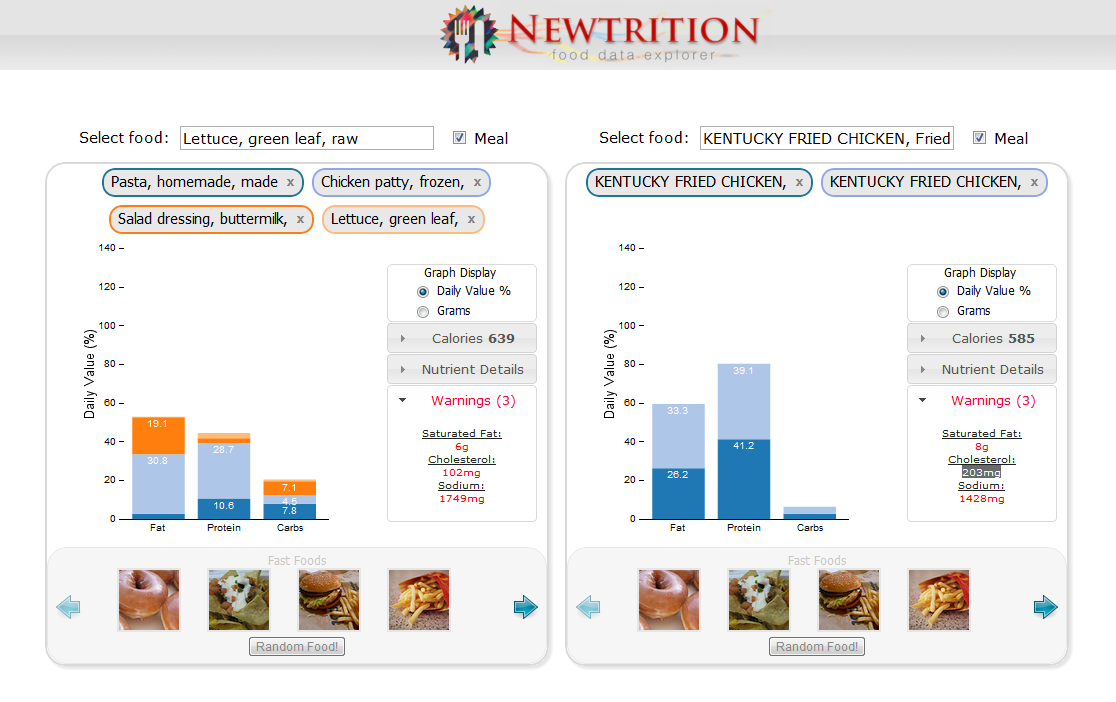 NEWTRITION
food data explorer
Select food: Lettuce, green leaf, raw
Meal
Pasta, homemade, made x
Chicken patty, frozen, x
Salad dressing, buttermilk, x
Lettuce, green leaf, x
Daily Value (%)
140
120
100
80
60
40
20
0
19.1
30.8
28.7
10.6
7.1
4.5
7.8
Fat
Protein
Carbs
Graph Display
Daily Value %
Grams
Calories 639
Nutrient Details
Warnings (3)
Saturated Fat:
6g
Cholesterol:
102mg
Sodium:
1749mg
Fast Foods
Random Food!
Select food: KENTUCKY FRIED CHICKEN, Fried
Meal
KENTUCKY FRIED CHICKEN, x
KENTUCKY FRIED CHICKEN, x
Daily Value (%)
140
120
100
80
60
40
20
0
33.3
26.2
39.1
41.2
Fat
Protein
Carbs
Graph Display
Daily Value %
Grams
Calories 585
Nutrient Details
Warnings (3)
Saturated Fat:
8g
Cholesterol:
203mg
Sodium:
1428mg
Fast Foods
Random Food!